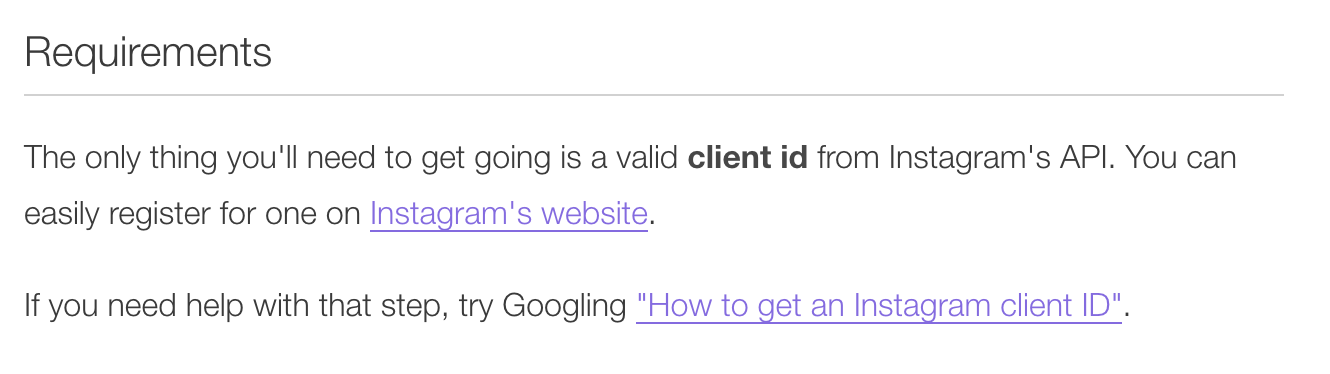 Requirements
The only thing you'll need to get going is a valid client id from Instagram's API. You can
easily register for one on Instagram's website.
If you need help with that step, try Googling "How to get an Instagram client ID".